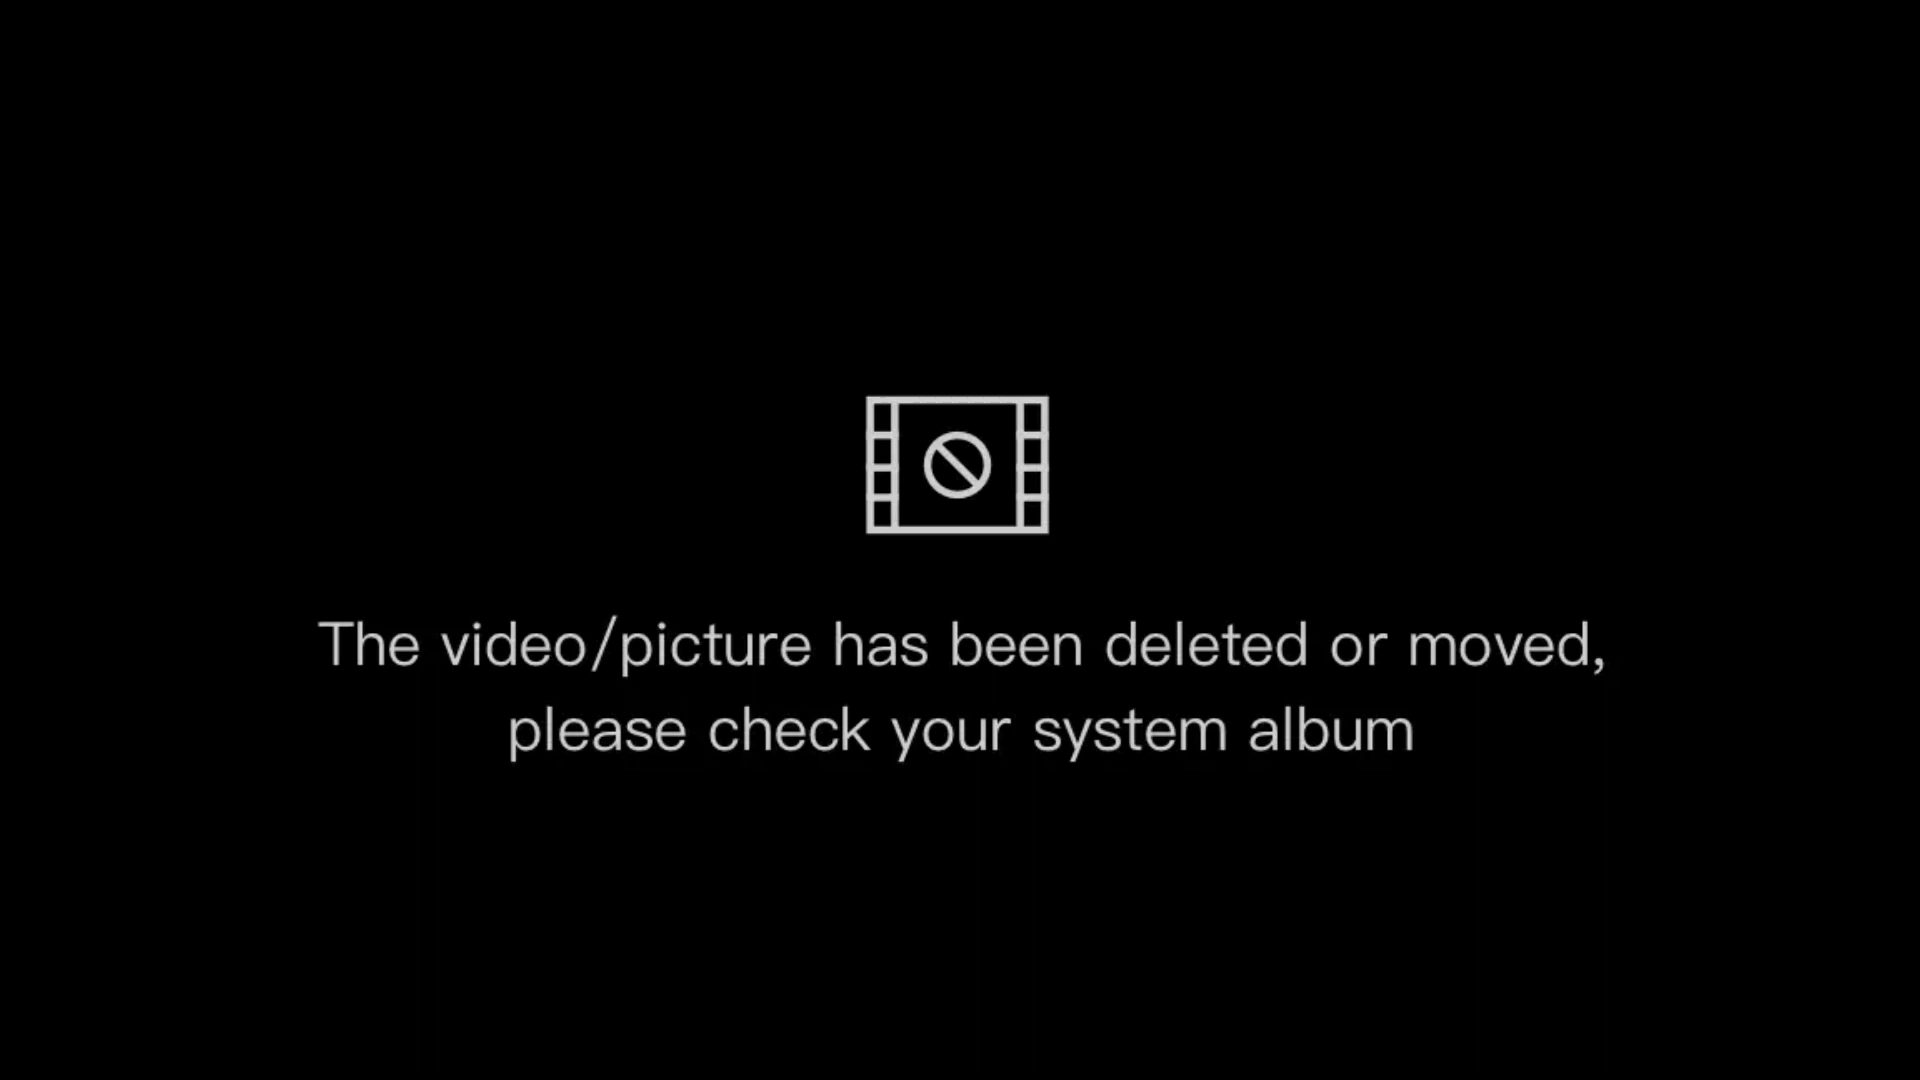 The video/picture has been deleted or moved,
please check your system album